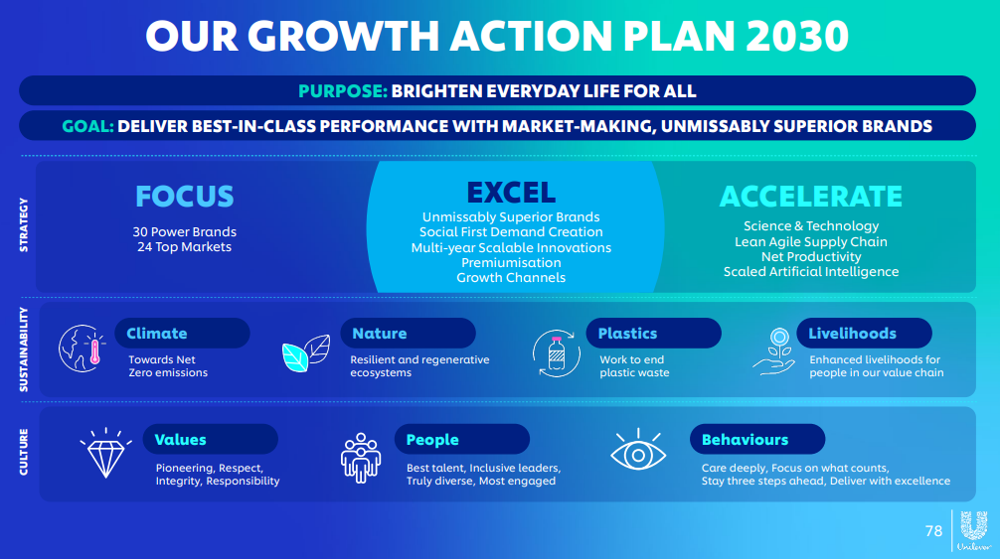 OUR GROWTH ACTION PLAN 2030
PURPOSE: BRIGHTEN EVERYDAY LIFE FOR ALL
GOAL: DELIVER BEST-IN-CLASS PERFORMANCE WITH MARKET-MAKING, UNMISSABLY SUPERIOR BRANDS
STRATEGY
FOCUS
30 Power Brands
24 Top Markets
EXCEL
Unmissably Superior Brands
Social First Demand Creation
Multi-year Scalable Innovations
Premiumisation
Growth Channels
ACCELERATE
Science & Technology
Lean Agile Supply Chain
Net Productivity
Scaled Artificial Intelligence
SUSTAINABILITY
Climate
Towards Net
Zero emissions
Nature
Resilient and regenerative
ecosystems
Plastics
Work to end
plastic waste
Livelihoods
Enhanced livelihoods for
people in our value chain
CULTURE
Values
Pioneering, Respect,
Integrity, Responsibility
People
Best talent, Inclusive leaders,
Truly diverse, Most engaged
Behaviours
Care deeply, Focus on what counts,
Stay three steps ahead, Deliver with excellence
78
Unilever